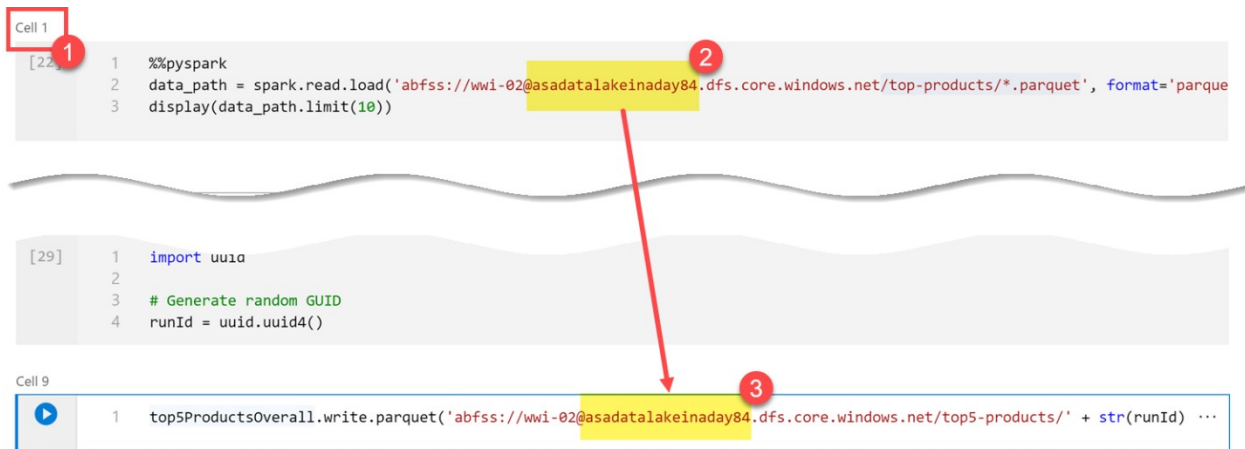 Cell 1
1
2
[22]
1 %%pyspark
2 data_path = spark.read.load('abfss://wwi-02@asadatalakeinaday84.dfs.core.windows.net/top-products/*.parquet', format='parque
3 display(data_path.limit(10))
[29]
1 import uuid
2
3 # Generate random GUID
4 runId = uuid.uuid4()
Cell 9
3
1 top5ProductsOverall.write.parquet('abfss://wwi-02@asadatalakeinaday84.dfs.core.windows.net/top5-products/' + str(runId) ···